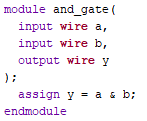 module and_gate(
  input wire a,
  input wire b,
  output wire y
);
  assign y = a & b;
endmodule